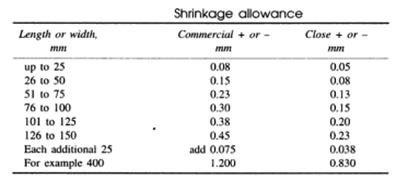 Shrinkage allowance
Length or width, Commercial + or – Close + or –
mm mm mm
up to 25 0.08 0.05
26 to 50 0.15 0.08
51 to 75 0.23 0.13
76 to 100 0.30 0.15
101 to 125 0.38 0.20
126 to 150 0.45 0.23
Each additional 25 add 0.075 0.038
For example 400 1.200 0.830